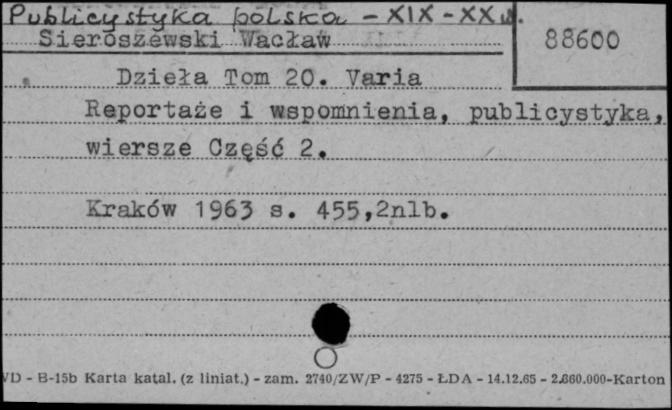 Publicystyka polska - XIX - XX w.
Sieroszewski Wacław
88600
Dzieła Tom 20. Varia
Reportaże i wspomnienia, publicystyka,
wiersze Część 2.
Kraków 1963 s. 455,2nlb.
VD - B-15b Karta katal. (z liniat.) - zam. 2740/ZW/P - 4275 - ŁDA - 14.12.65 - 2.860.000-Karton